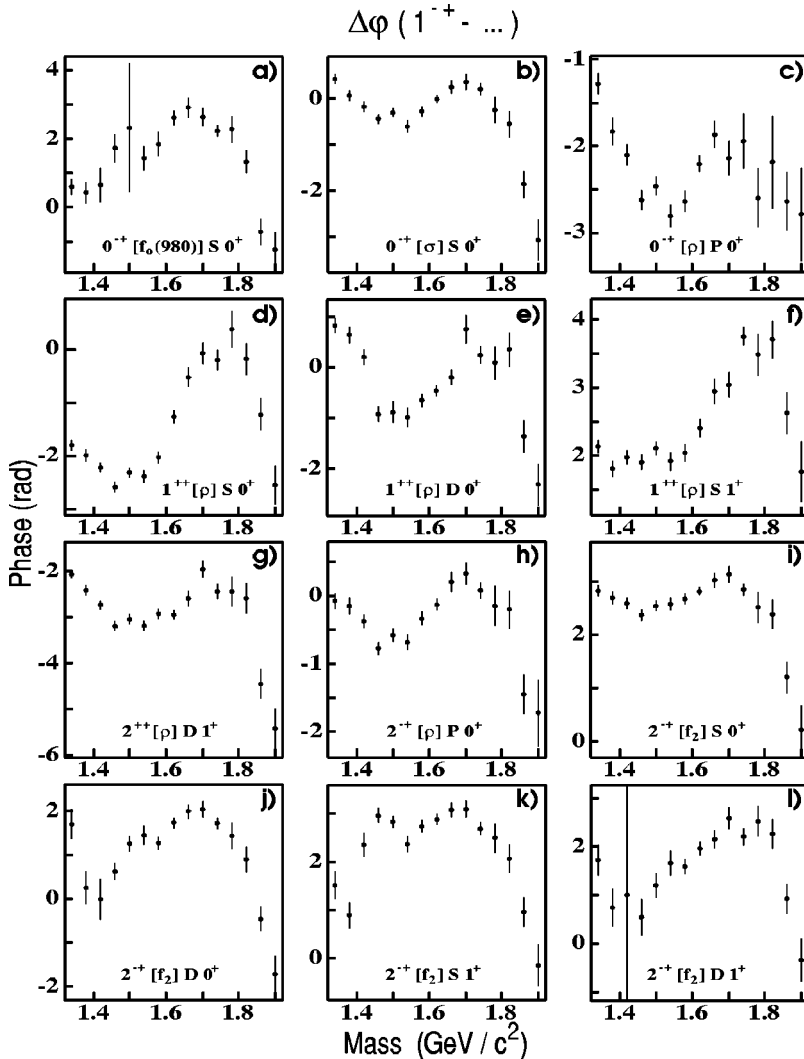 Δφ ( 1⁻⁺ - ... )
a)
b)
c)
4
2
0
0
-2
-1
-2
-3
0⁻⁺ [fₒ(980)] S 0⁺
0⁻⁺ [σ] S 0⁺
0⁻⁺ [ρ] P 0⁺
1.4 1.6 1.8
1.4 1.6 1.8
1.4 1.6 1.8
d)
e)
f)
0
-2
0
-2
4
3
2
1⁺⁺ [ρ] S 0⁺
1⁺⁺ [ρ] D 0⁺
1⁺⁺ [ρ] S 1⁺
1.4 1.6 1.8
1.4 1.6 1.8
1.4 1.6 1.8
Phase (rad)
g)
h)
i)
-2
-4
-6
0
-1
-2
2
0
2⁺⁺ [ρ] D 1⁺
2⁻⁺ [ρ] P 0⁺
2⁻⁺ [f₂] S 0⁺
1.4 1.6 1.8
1.4 1.6 1.8
1.4 1.6 1.8
j)
k)
l)
2
0
-2
2
0
2
0
2⁻⁺ [f₂] D 0⁺
2⁻⁺ [f₂] S 1⁺
2⁻⁺ [f₂] D 1⁺
1.4 1.6 1.8
1.4 1.6 1.8
1.4 1.6 1.8
Mass (GeV / c²)